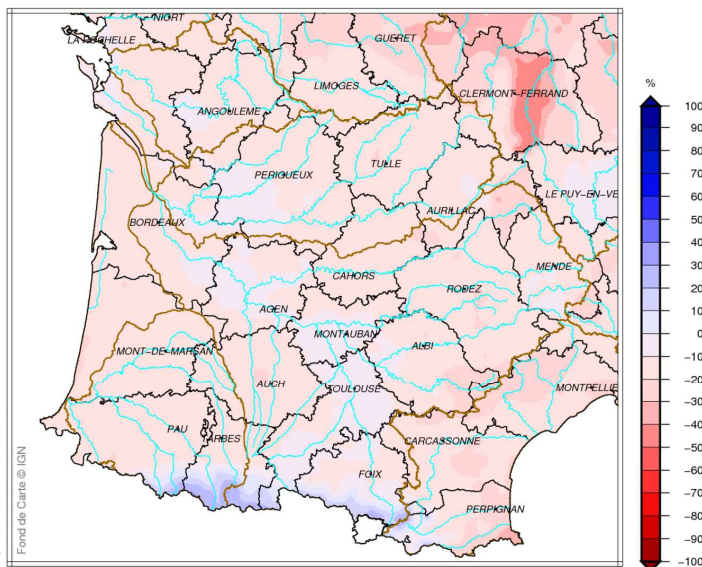 NIORT
LA ROCHELLE
GUERET
LIMOGES
CLERMONT-FERRAND
ANGOULEME
PERIGUEUX
TULLE
LE PUY-EN-VE
AURILLAC
BORDEAUX
CAHORS
MENDE
RODEZ
AGEN
MONTAUBAN
ALBI
MONT-DE-MARSAN
AUCH
TOULOUSE
MONTPELLIE
PAU
TARBES
CARCASSONNE
FOIX
PERPIGNAN
Fond de Carte © IGN
%
100
90
80
70
60
50
40
30
20
10
0
-10
-20
-30
-40
-50
-60
-70
-80
-90
-100